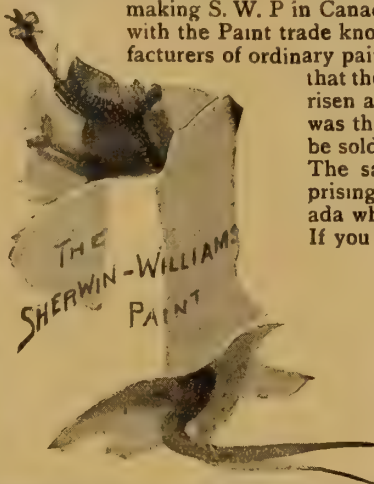 making S. W. P in Canad
with the Paint trade kno
facturers of ordinary pai
that the
risen a
was th
be sold
The sa
prising
ada wh
If you
THE
SHERWIN-WILLIAMS
PAINT